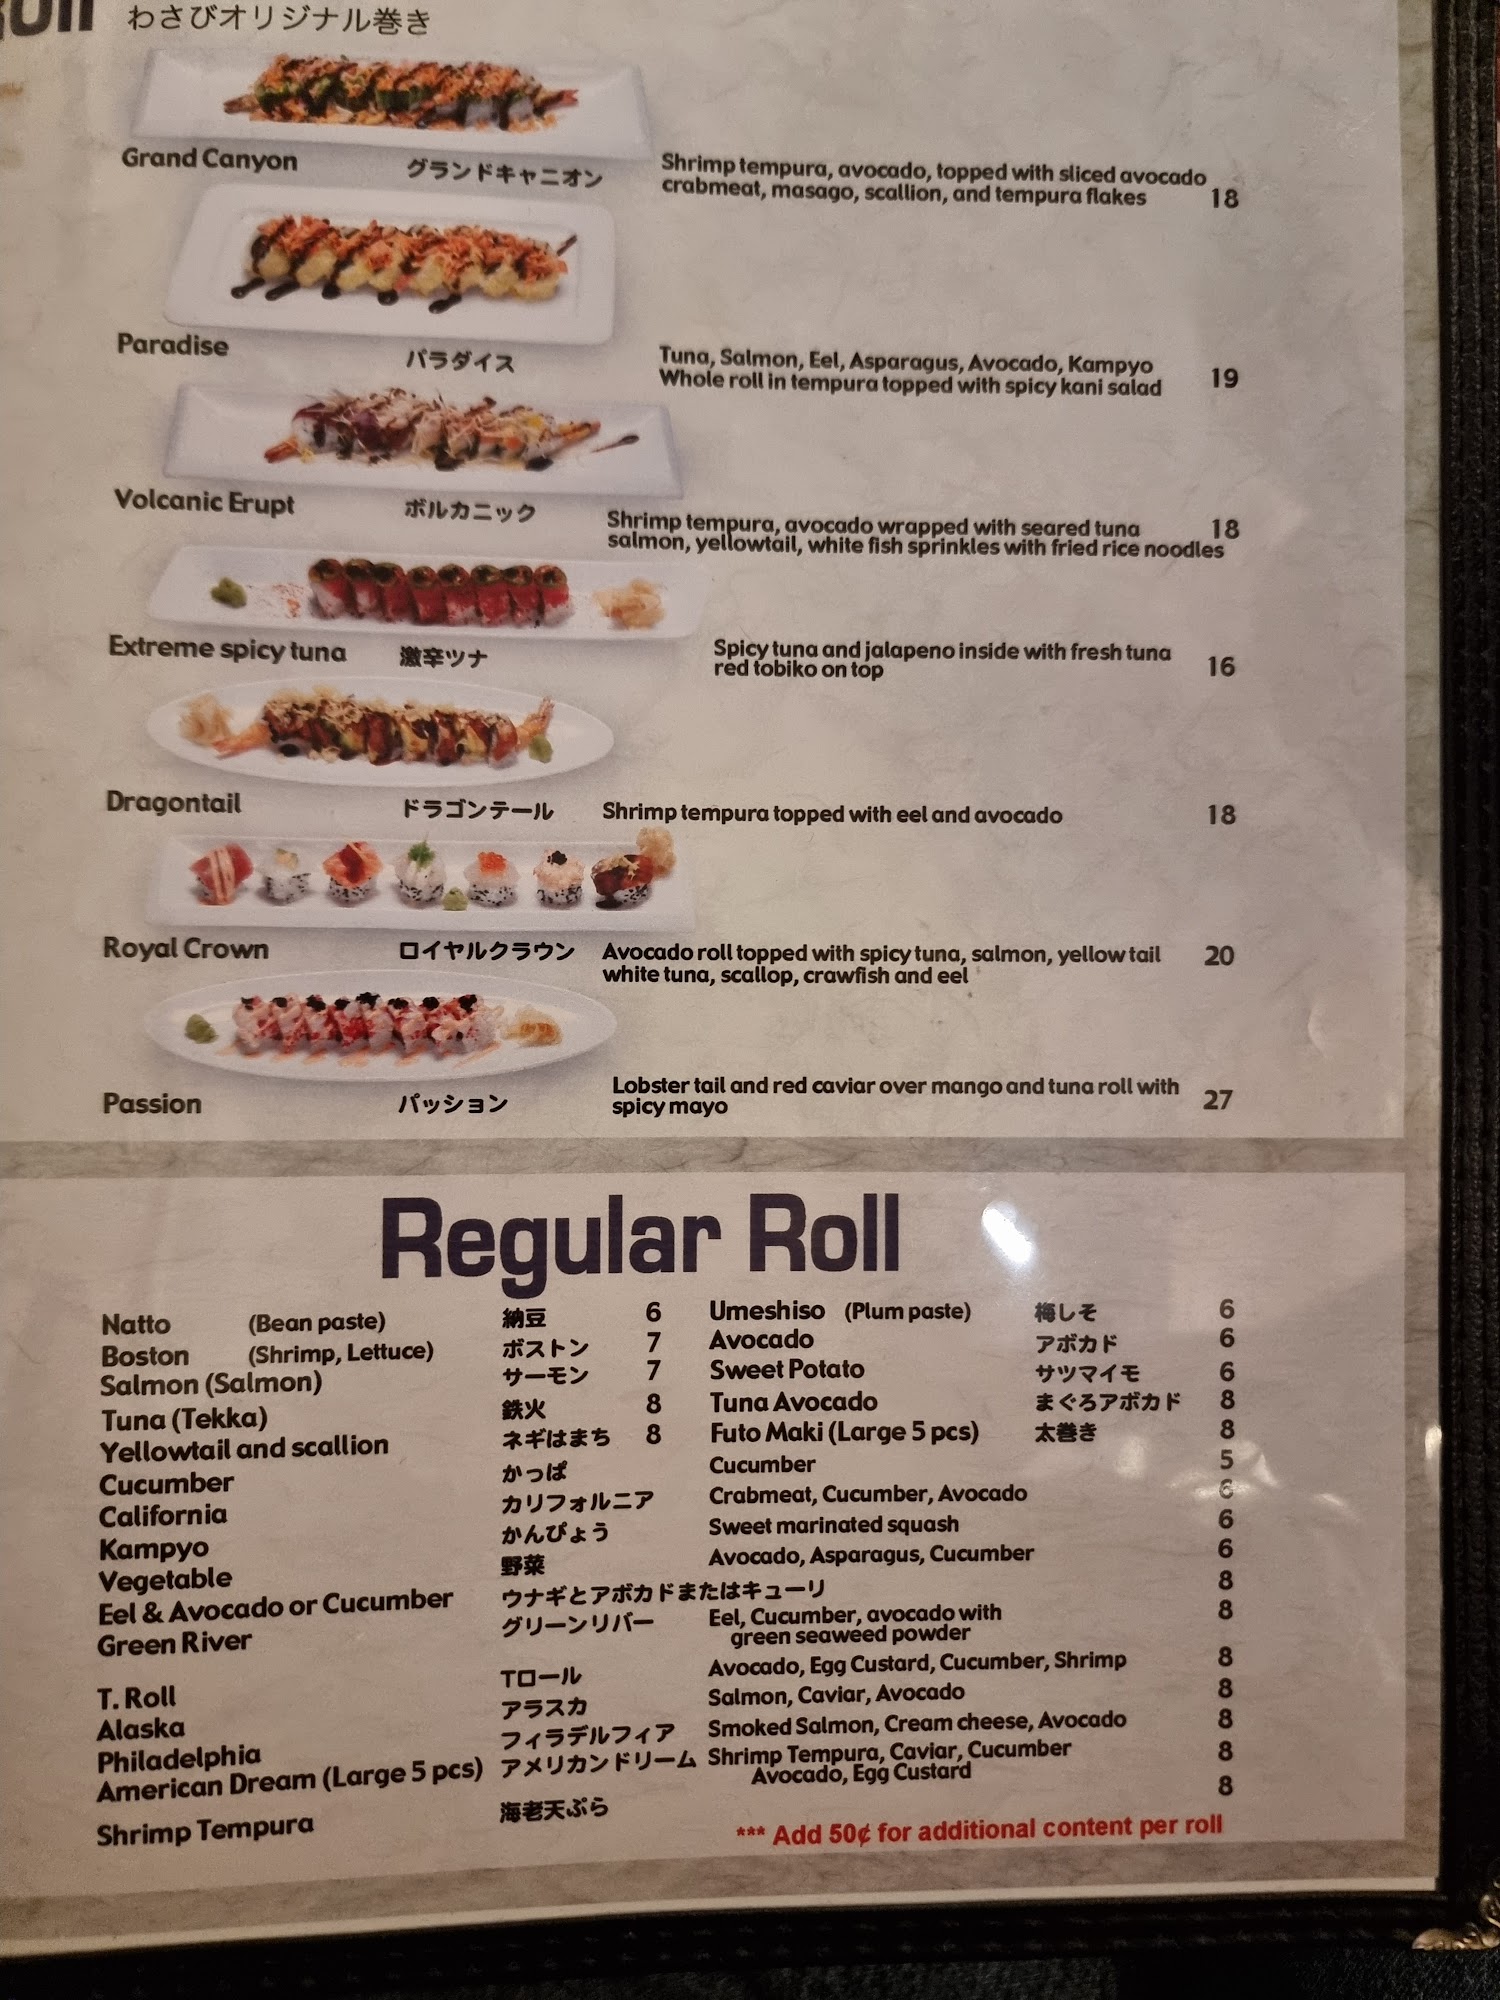 Roll わさびオリジナル巻き
Grand Canyon グランドキャニオン Shrimp tempura, avocado, topped with sliced avocado
crabmeat, masago, scallion, and tempura flakes 18
Paradise パラダイス Tuna, Salmon, Eel, Asparagus, Avocado, Kampyo
Whole roll in tempura topped with spicy kani salad 19
Volcanic Erupt ボルカニック Shrimp tempura, avocado wrapped with seared tuna 18
salmon, yellowtail, white fish sprinkles with fried rice noodles
Extreme spicy tuna 激辛ツナ Spicy tuna and jalapeno inside with fresh tuna
red tobiko on top 16
Dragontail ドラゴンテール Shrimp tempura topped with eel and avocado 18
Royal Crown ロイヤルクラウン Avocado roll topped with spicy tuna, salmon, yellow tail 20
white tuna, scallop, crawfish and eel
Passion パッション Lobster tail and red caviar over mango and tuna roll with 27
spicy mayo
Regular Roll
Natto (Bean paste) 納豆 6 Umeshiso (Plum paste) 梅しそ 6
Boston (Shrimp, Lettuce) ボストン 7 Avocado アボカド 6
Salmon (Salmon) サーモン 7 Sweet Potato サツマイモ 6
Tuna (Tekka) 鉄火 8 Tuna Avocado まぐろアボカド 8
Yellowtail and scallion ネギはまち 8 Futo Maki (Large 5 pcs) 太巻き 8
Cucumber かっぱ Cucumber 5
California カリフォルニア Crabmeat, Cucumber, Avocado 6
Kampyo かんぴょう Sweet marinated squash 6
Vegetable 野菜 Avocado, Asparagus, Cucumber 6
Eel & Avocado or Cucumber ウナギとアボカドまたはキューリ 8
Green River グリーンリバー Eel, Cucumber, avocado with 8
green seaweed powder
T. Roll Tロール Avocado, Egg Custard, Cucumber, Shrimp 8
Alaska アラスカ Salmon, Caviar, Avocado 8
Philadelphia フィラデルフィア Smoked Salmon, Cream cheese, Avocado 8
American Dream (Large 5 pcs) アメリカンドリーム Shrimp Tempura, Caviar, Cucumber 8
Avocado, Egg Custard
Shrimp Tempura 海老天ぷら 8
*** Add 50¢ for additional content per roll